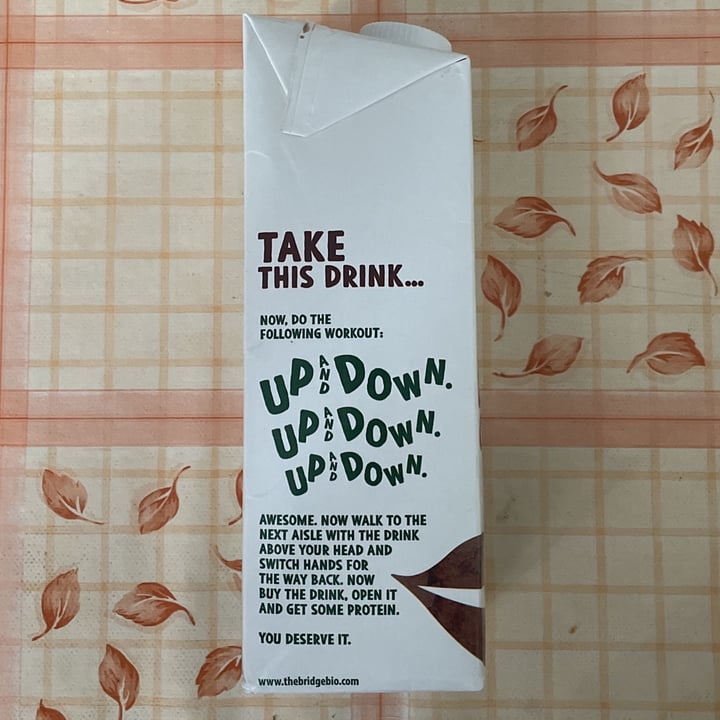 TAKE
THIS DRINK...
NOW, DO THE
FOLLOWING WORKOUT:
UP AND DOWN.
UP AND DOWN.
UP AND DOWN.
AWESOME. NOW WALK TO THE
NEXT AISLE WITH THE DRINK
ABOVE YOUR HEAD AND
SWITCH HANDS FOR
THE WAY BACK. NOW
BUY THE DRINK, OPEN IT
AND GET SOME PROTEIN.
YOU DESERVE IT.
www.thebridgebio.com